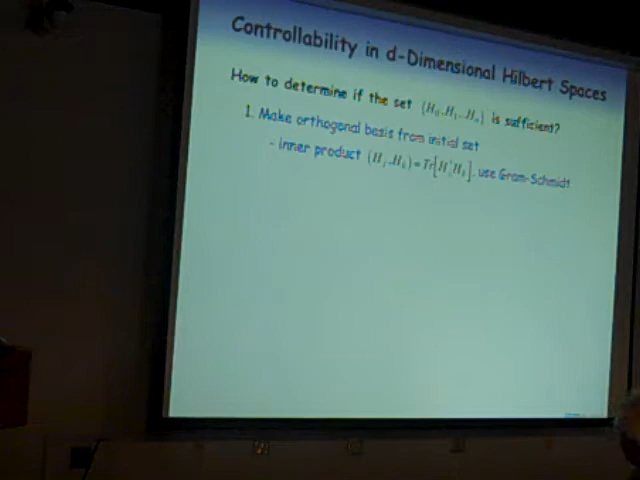 Controllability in d-Dimensional Hilbert Spaces
How to determine if the set {H₀, H₁...Hₙ} is sufficient?
1. Make orthogonal basis from initial set
- inner product (Hⱼ, Hₖ) = Tr[Hⱼ†Hₖ], use Gram-Schmidt